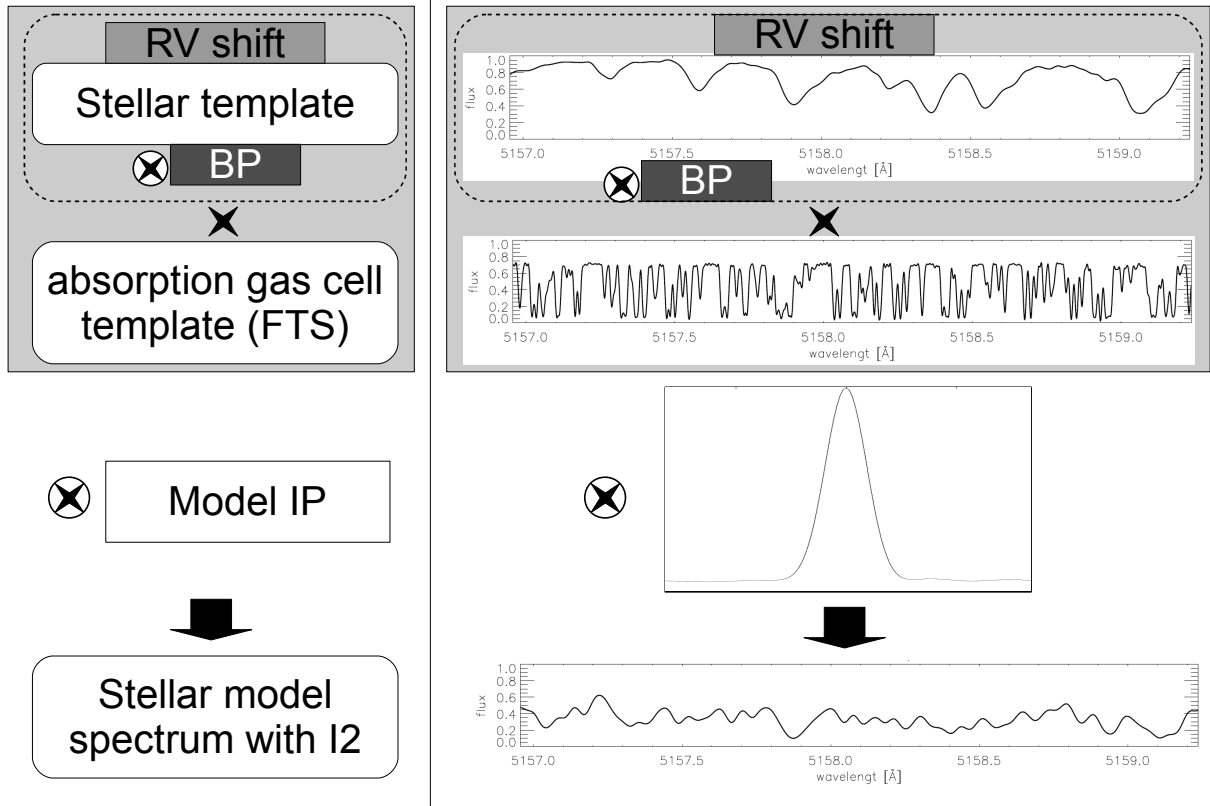 RV shift
Stellar template
BP
absorption gas cell
template (FTS)
Model IP
Stellar model
spectrum with I2
RV shift
flux
1.0
0.8
0.6
0.4
0.2
0.0
5157.0 5157.5 5158.0 5158.5 5159.0
wavelengt [Å]
BP
flux
1.0
0.8
0.6
0.4
0.2
0.0
5157.0 5157.5 5158.0 5158.5 5159.0
wavelengt [Å]
flux
1.0
0.8
0.6
0.4
0.2
0.0
5157.0 5157.5 5158.0 5158.5 5159.0
wavelengt [Å]